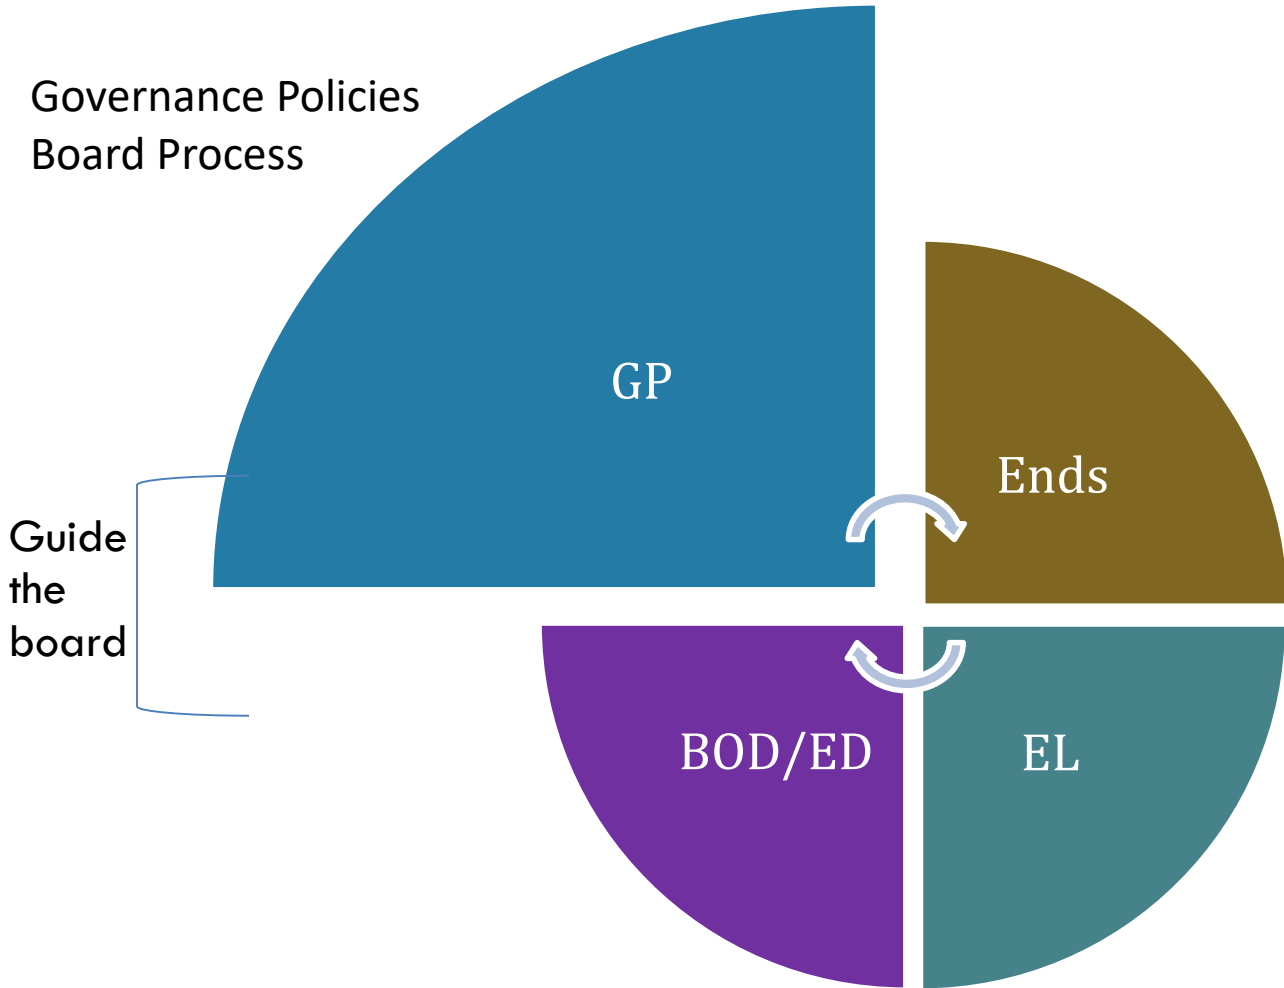 Governance Policies
Board Process
GP
Ends
Guide
the
board
BOD/ED
EL